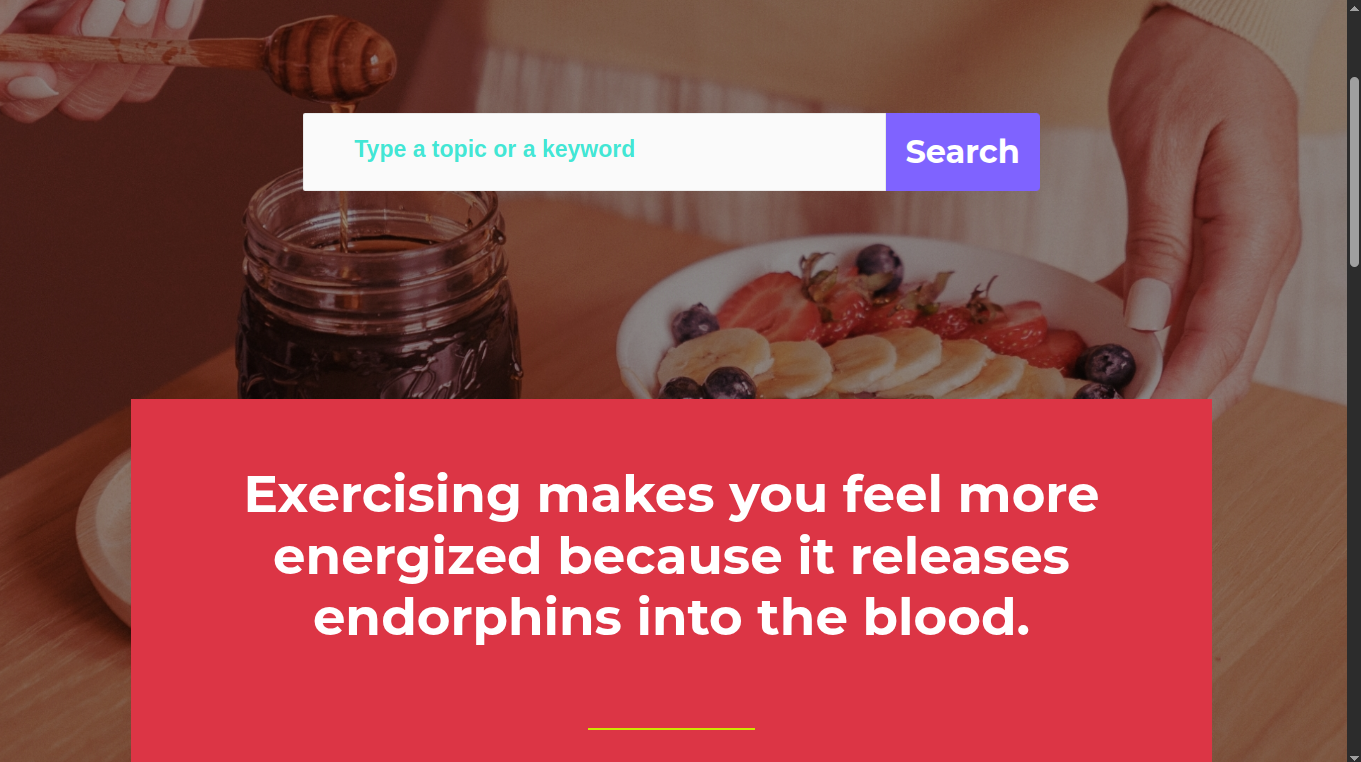 Type a topic or a keyword
Search
Exercising makes you feel more
energized because it releases
endorphins into the blood.